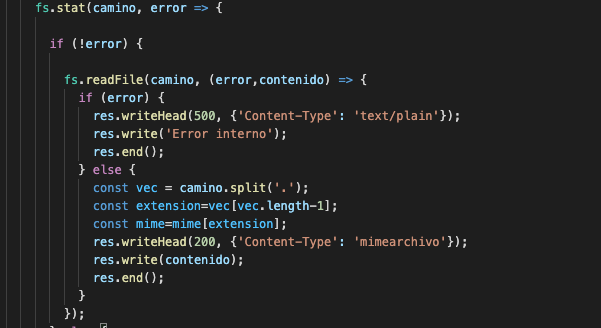 fs.stat(camino, error => {
if (!error) {
fs.readFile(camino, (error,contenido) => {
if (error) {
res.writeHead(500, {'Content-Type': 'text/plain'});
res.write('Error interno');
res.end();
} else {
const vec = camino.split('.');
const extension=vec[vec.length-1];
const mime=mime[extension];
res.writeHead(200, {'Content-Type': 'mimearchivo'});
res.write(contenido);
res.end();
}
});